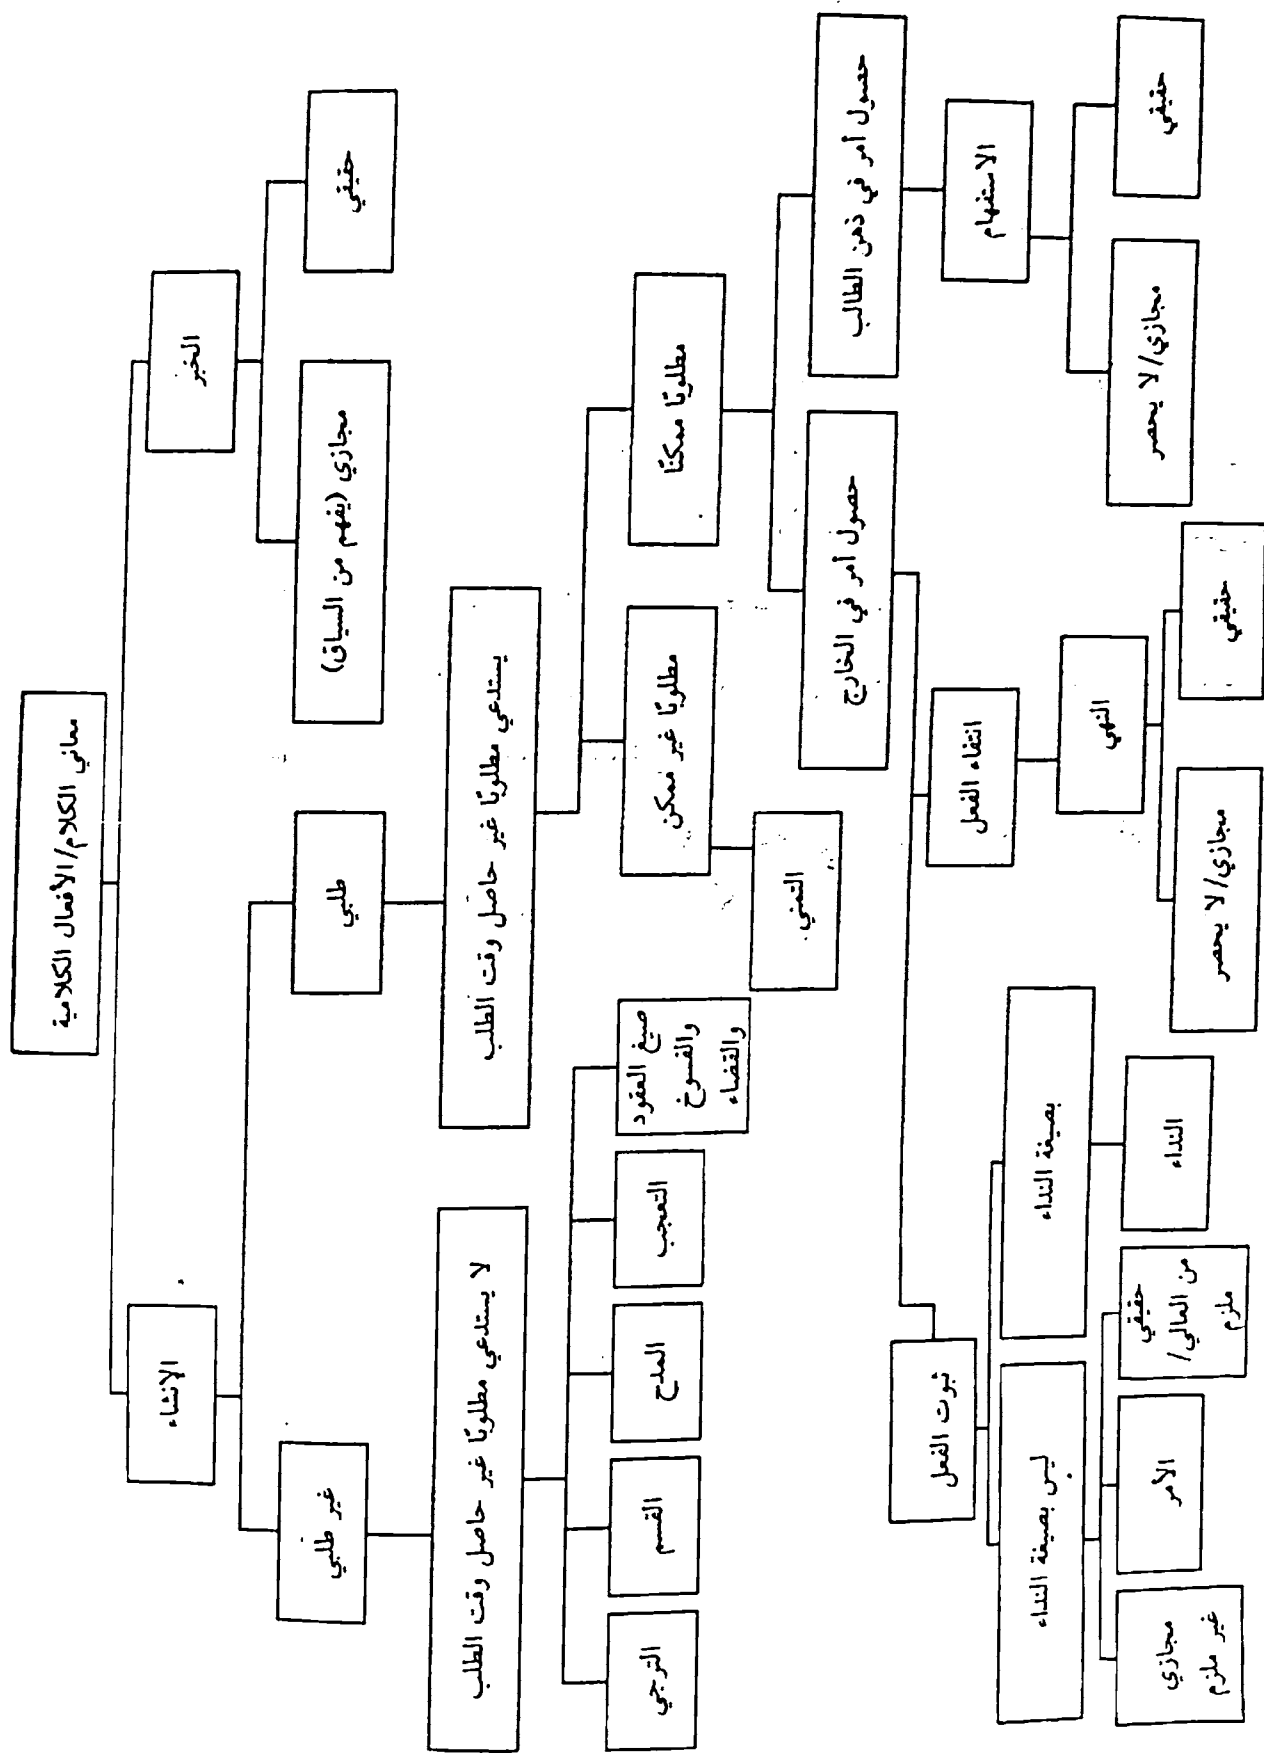 معاني الكلام/الأفعال الكلامية
الخبر
الانشاء
حقيقي
مجازي (يفهم من السياق)
طلبي
غير طلبي
يستدعي مطلوبًا غير حاصل وقت الطلب
لا يستدعي مطلوبًا غير حاصل وقت الطلب
مطلوبًا ممكنًا
مطلوبًا غير ممكن
التمني
صيغ العقود
والفسوخ
والقضاء
التعجب
المدح
القسم
الترجي
حصول أمر في ذهن الطالب
حصول أمر في الخارج
الاستفهام
حقيقي
مجازي/لا يحصر
انتفاء الفعل
ثبوت الفعل
النهي
حقيقي
مجازي/لا يحصر
بصيغة النداء
ليس بصيغة النداء
النداء
حقيقي
من العالي/
ملزم
الأمر
مجازي
غير ملزم